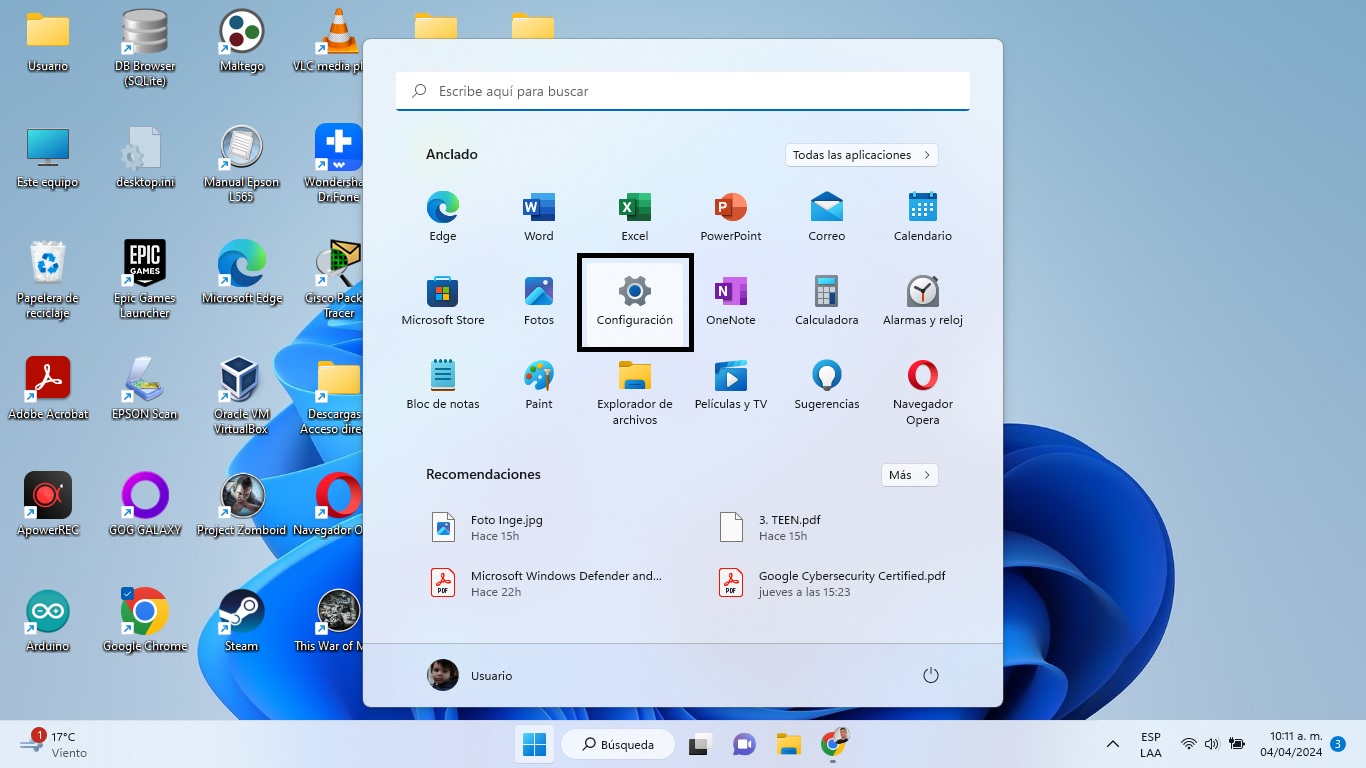 Usuario
DB Browser
(SQLite)
Maltego
VLC media pl
Este equipo
desktop.ini
Manual Epson
L565
Wondersha
Dr.Fone
Papelera de
reciclaje
EPIC
GAMES
Epic Games
Launcher
Microsoft Edge
Cisco Pack
Tracer
Adobe Acrobat
EPSON Scan
Oracle VM
VirtualBox
Descargas
Acceso dire
ApowerREC
GOG GALAXY
Project Zomboid
Navegador O
Arduino
Google Chrome
Steam
This War of M
Escribe aquí para buscar
Anclado
Todas las aplicaciones
Edge
Word
Excel
PowerPoint
Correo
Calendario
Microsoft Store
Fotos
Configuración
OneNote
Calculadora
Alarmas y reloj
Bloc de notas
Paint
Explorador de
archivos
Películas y TV
Sugerencias
Navegador
Opera
Recomendaciones
Más
Foto Inge.jpg
Hace 15h
3. TEEN.pdf
Hace 15h
PDF
Microsoft Windows Defender and...
Hace 22h
PDF
Google Cybersecurity Certified.pdf
jueves a las 15:23
Usuario
1
17°C
Viento
Búsqueda
ESP
LAA
10:11 a. m.
04/04/2024
3